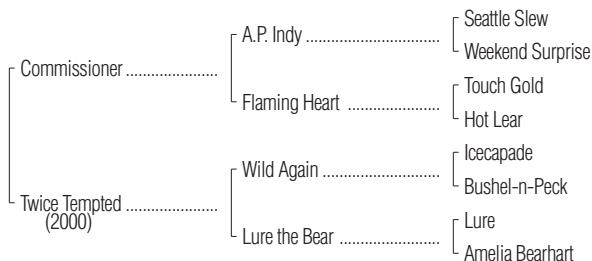 Seattle Slew
A.P. Indy ..................................
Weekend Surprise
Commissioner .......................
Touch Gold
Flaming Heart .......................
Hot Lear
Icecapade
Wild Again ..............................
Bushel-n-Peck
Twice Tempted .......................
(2000)
Lure
Lure the Bear .........................
Amelia Bearhart